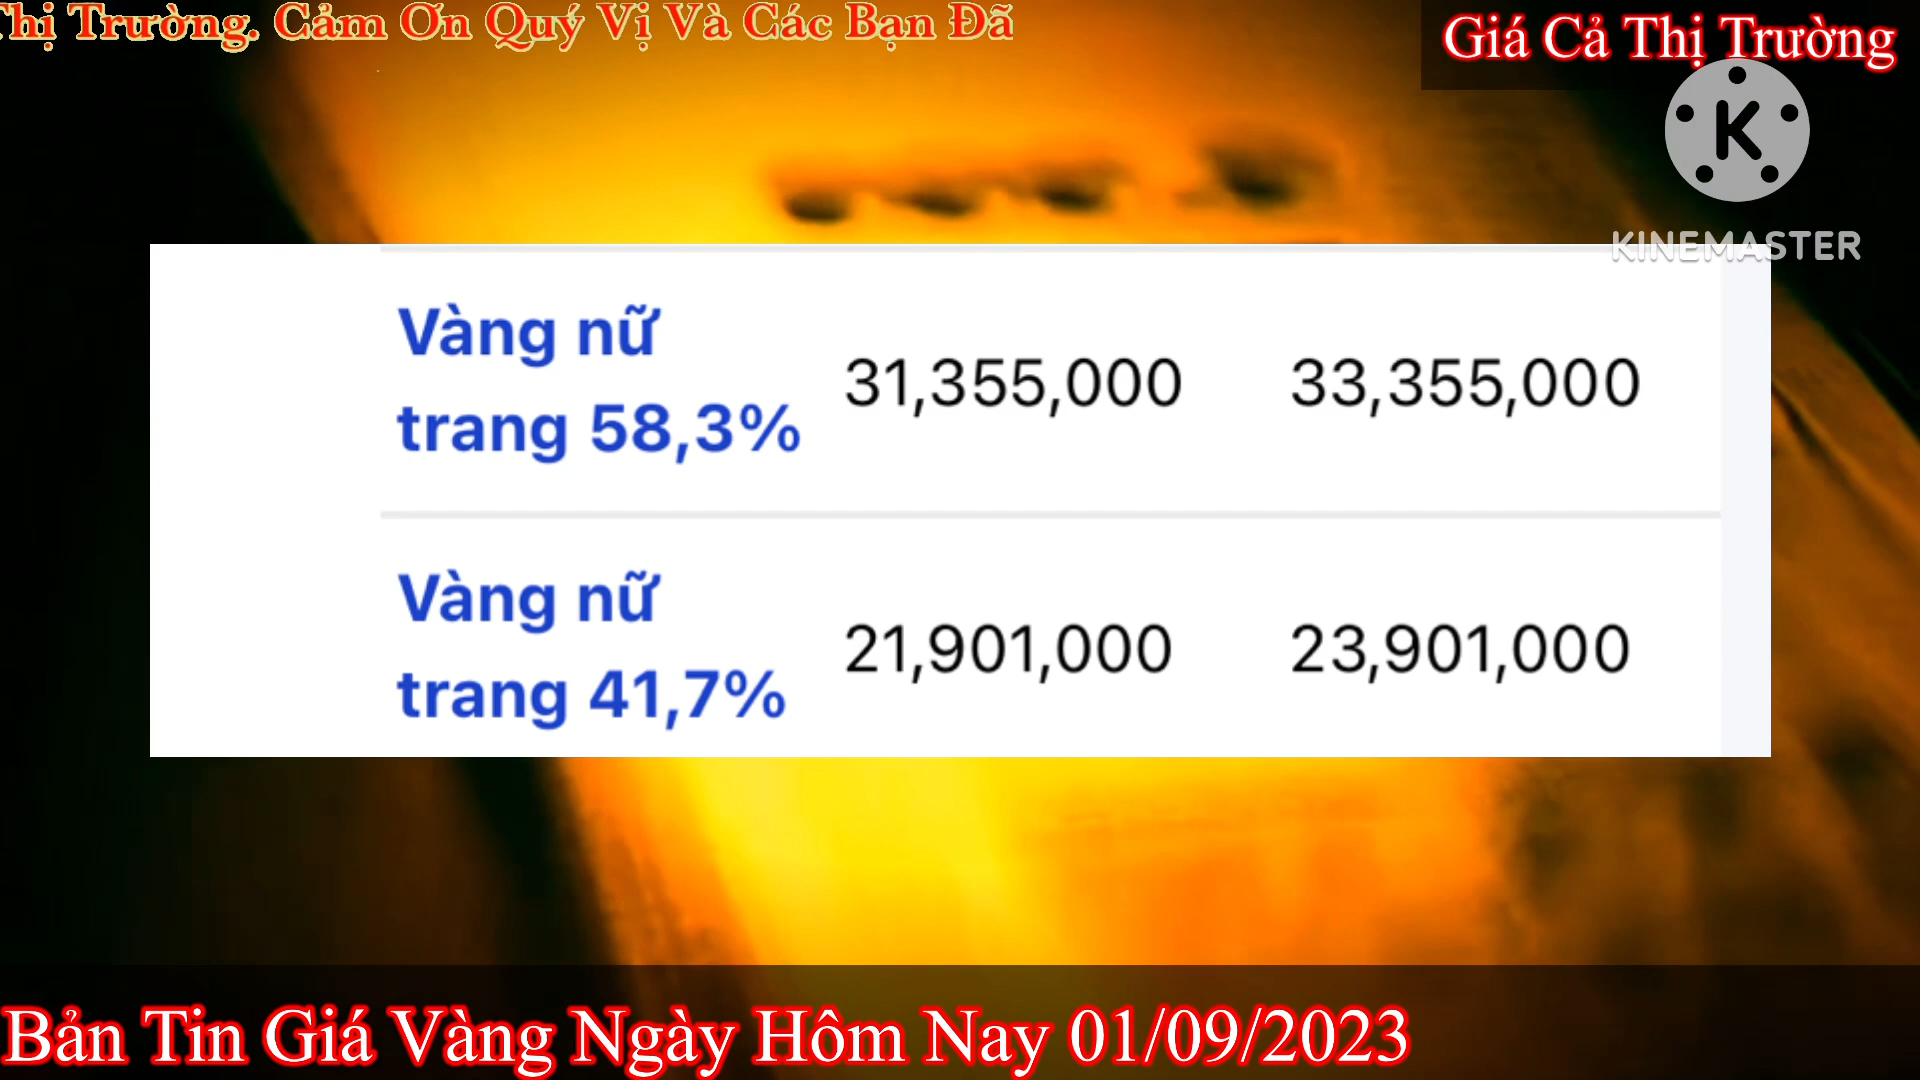 Thị Trường. Cảm Ơn Quý Vị Và Các Bạn Đã
Giá Cả Thị Trường
K
KINEMASTER
Vàng nữ
trang 58,3%
31,355,000
33,355,000
Vàng nữ
trang 41,7%
21,901,000
23,901,000
Bản Tin Giá Vàng Ngày Hôm Nay 01/09/2023